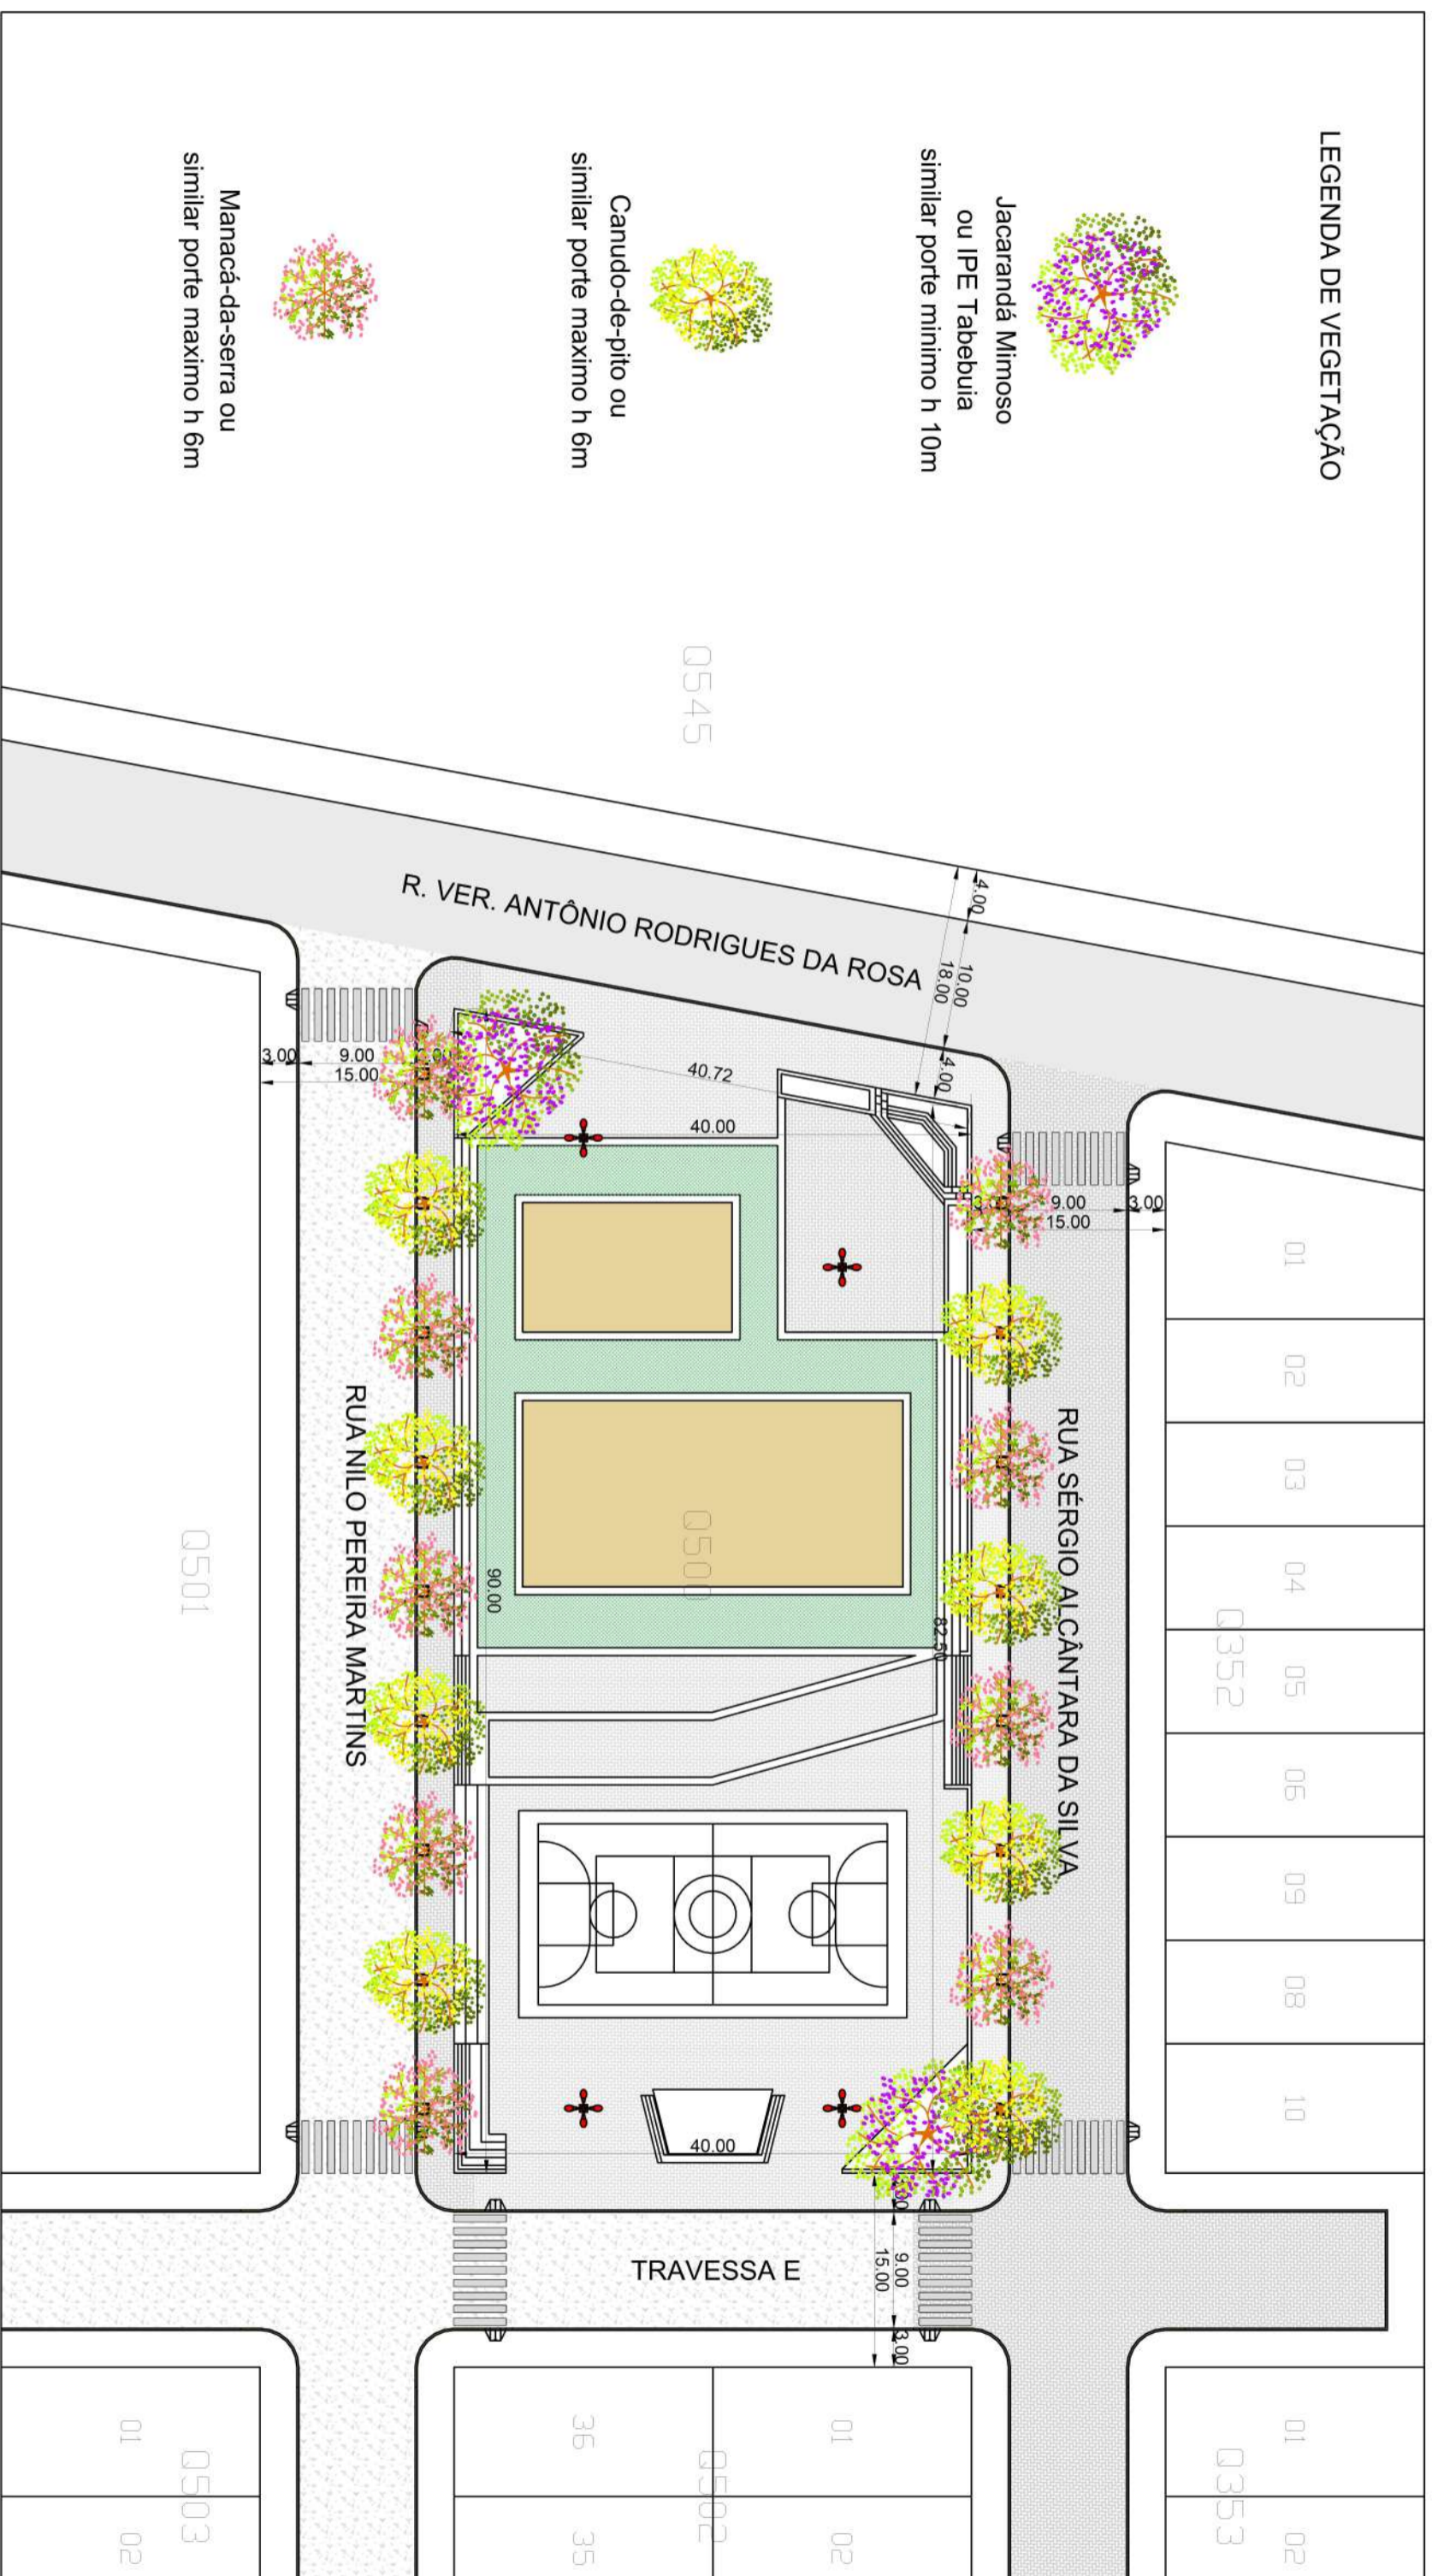 LEGENDA DE VEGETAÇÃO
Jacarandá Mimoso
ou IPE Tabebuia
similar porte minimo h 10m
Canudo-de-pito ou
similar porte maximo h 6m
Manacá-da-serra ou
similar porte maximo h 6m
Q545
R. VER. ANTÔNIO RODRIGUES DA ROSA
4.00
10.00
18.00
4.00
40.72
40.00
3.00
9.00
15.00
9.00
3.00
15.00
RUA SÉRGIO ALCÂNTARA DA SILVA
RUA NILO PEREIRA MARTINS
Q500
90.00
82.50
Q501
01
02
03
04
05
06
09
08
10
Q352
40.00
TRAVESSA E
9.00
15.00
3.00
01
02
Q353
01
02
Q502
36
35
01
02
Q503